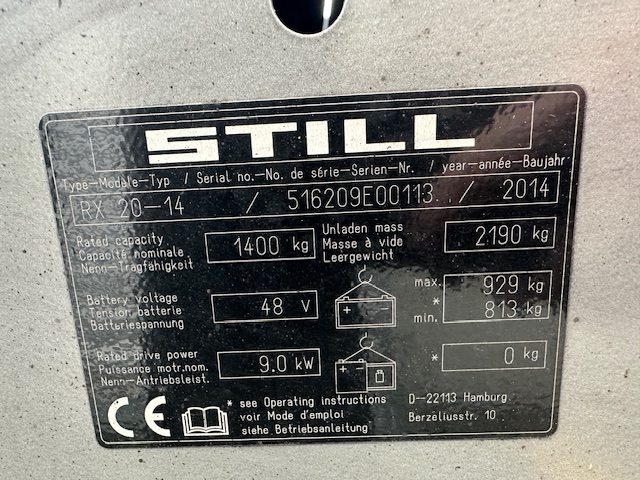 STILL
Type-Modèle-Typ / Serial no.-No. de série-Serien-Nr. / year-année-Baujahr
RX 20-14 / 516209E00113 / 2014
Rated capacity
Capacité nominale
Nenn-Tragfähigkeit
1400 kg
Unladen mass
Masse à vide
Leergewicht
2190 kg
Battery voltage
Tension batterie
Batteriespannung
48 V
+ -
max. 929 kg
*
min. 813 kg
Rated drive power
Puissance motr.nom.
Nenn-Antriebsleist.
9.0 kW
+ -
* 0 kg
CE
* see Operating instructions
voir Mode d'emploi
siehe Betriebsanleitung
D-22113 Hamburg
Berzeliusstr. 10